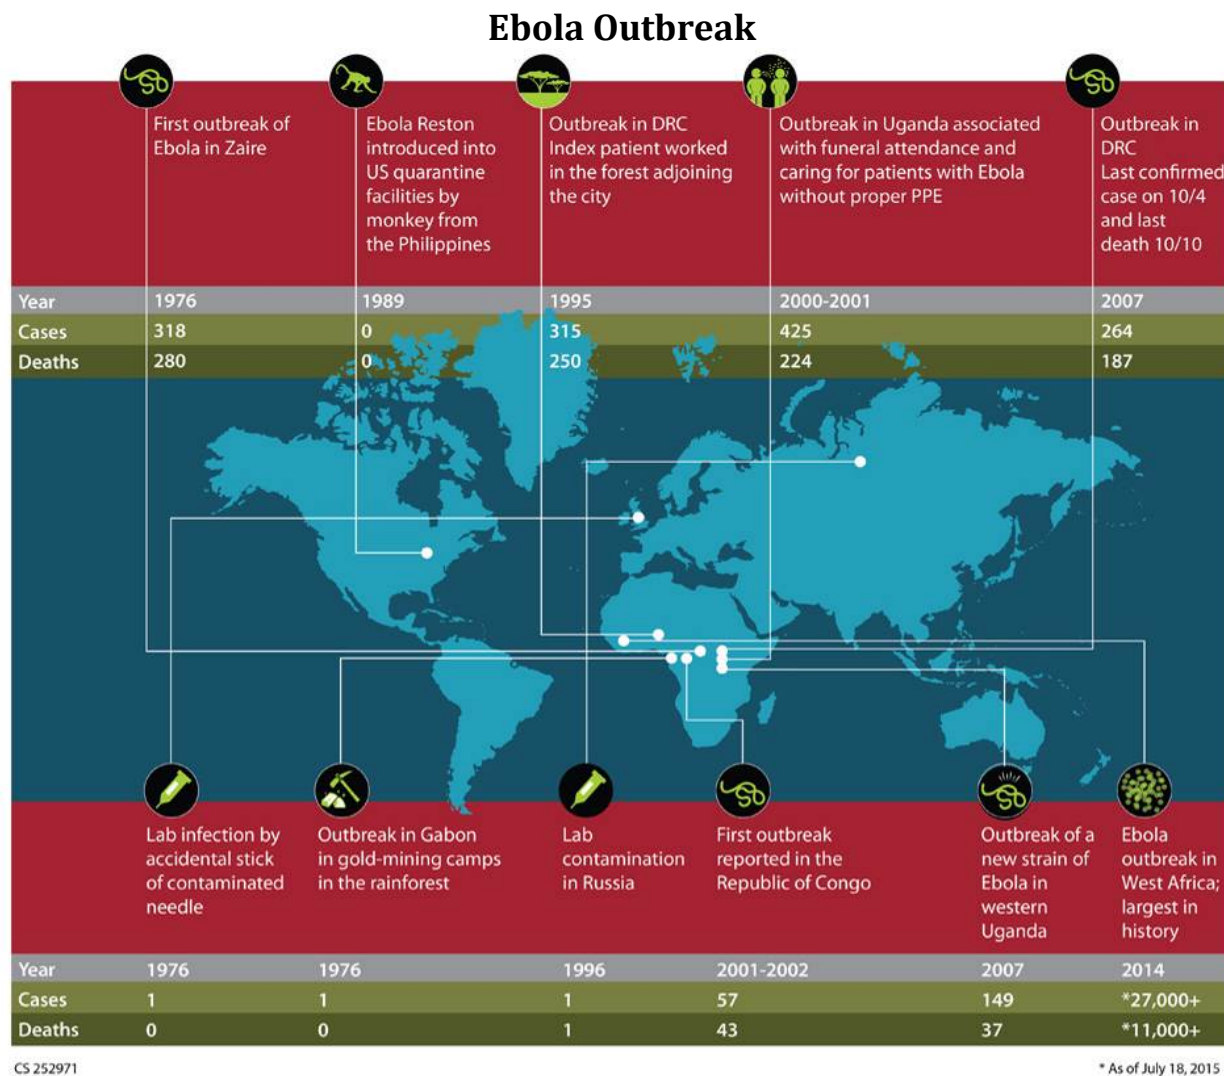 Ebola Outbreak
First outbreak of
Ebola in Zaire
Ebola Reston
introduced into
US quarantine
facilities by
monkey from
the Philippines
Outbreak in DRC
Index patient worked
in the forest adjoining
the city
Outbreak in Uganda associated
with funeral attendance and
caring for patients with Ebola
without proper PPE
Outbreak in
DRC
Last confirmed
case on 10/4
and last
death 10/10
Year 1976 1989 1995 2000-2001 2007
Cases 318 0 315 425 264
Deaths 280 0 250 224 187
Lab infection by
accidental stick
of contaminated
needle
Outbreak in Gabon
in gold-mining camps
in the rainforest
Lab
contamination
in Russia
First outbreak
reported in the
Republic of Congo
Outbreak of a
new strain of
Ebola in
western
Uganda
Ebola
outbreak in
West Africa;
largest in
history
Year 1976 1976 1996 2001-2002 2007 2014
Cases 1 1 1 57 149 *27,000+
Deaths 0 0 1 43 37 *11,000+
CS 252971
* As of July 18, 2015